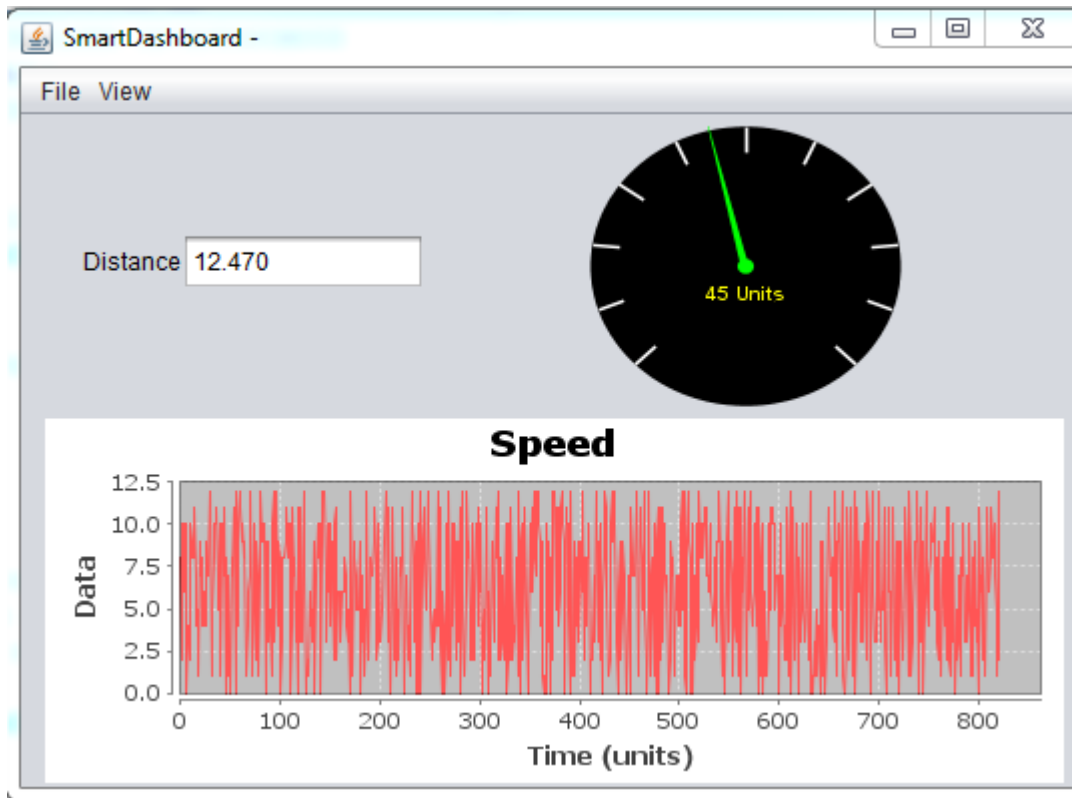 SmartDashboard -
File View
Distance 12.470
45 Units
Speed
12.5
10.0
7.5
5.0
2.5
0.0
Data
0 100 200 300 400 500 600 700 800
Time (units)